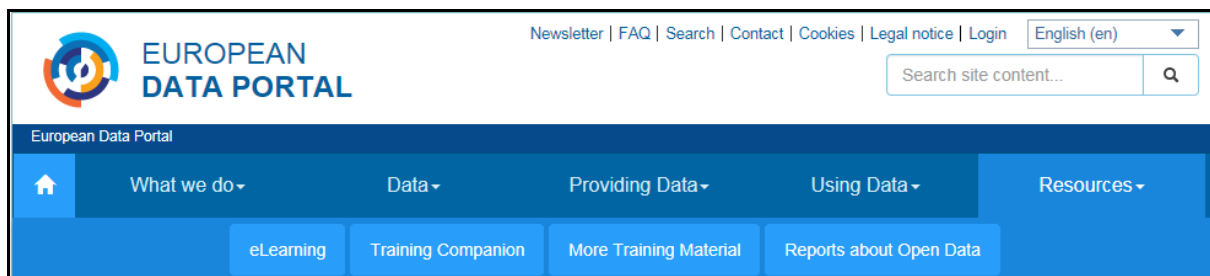 Newsletter | FAQ | Search | Contact | Cookies | Legal notice | Login English (en)
EUROPEAN
DATA PORTAL
Search site content...
European Data Portal
What we do Data Providing Data Using Data Resources
eLearning Training Companion More Training Material Reports about Open Data